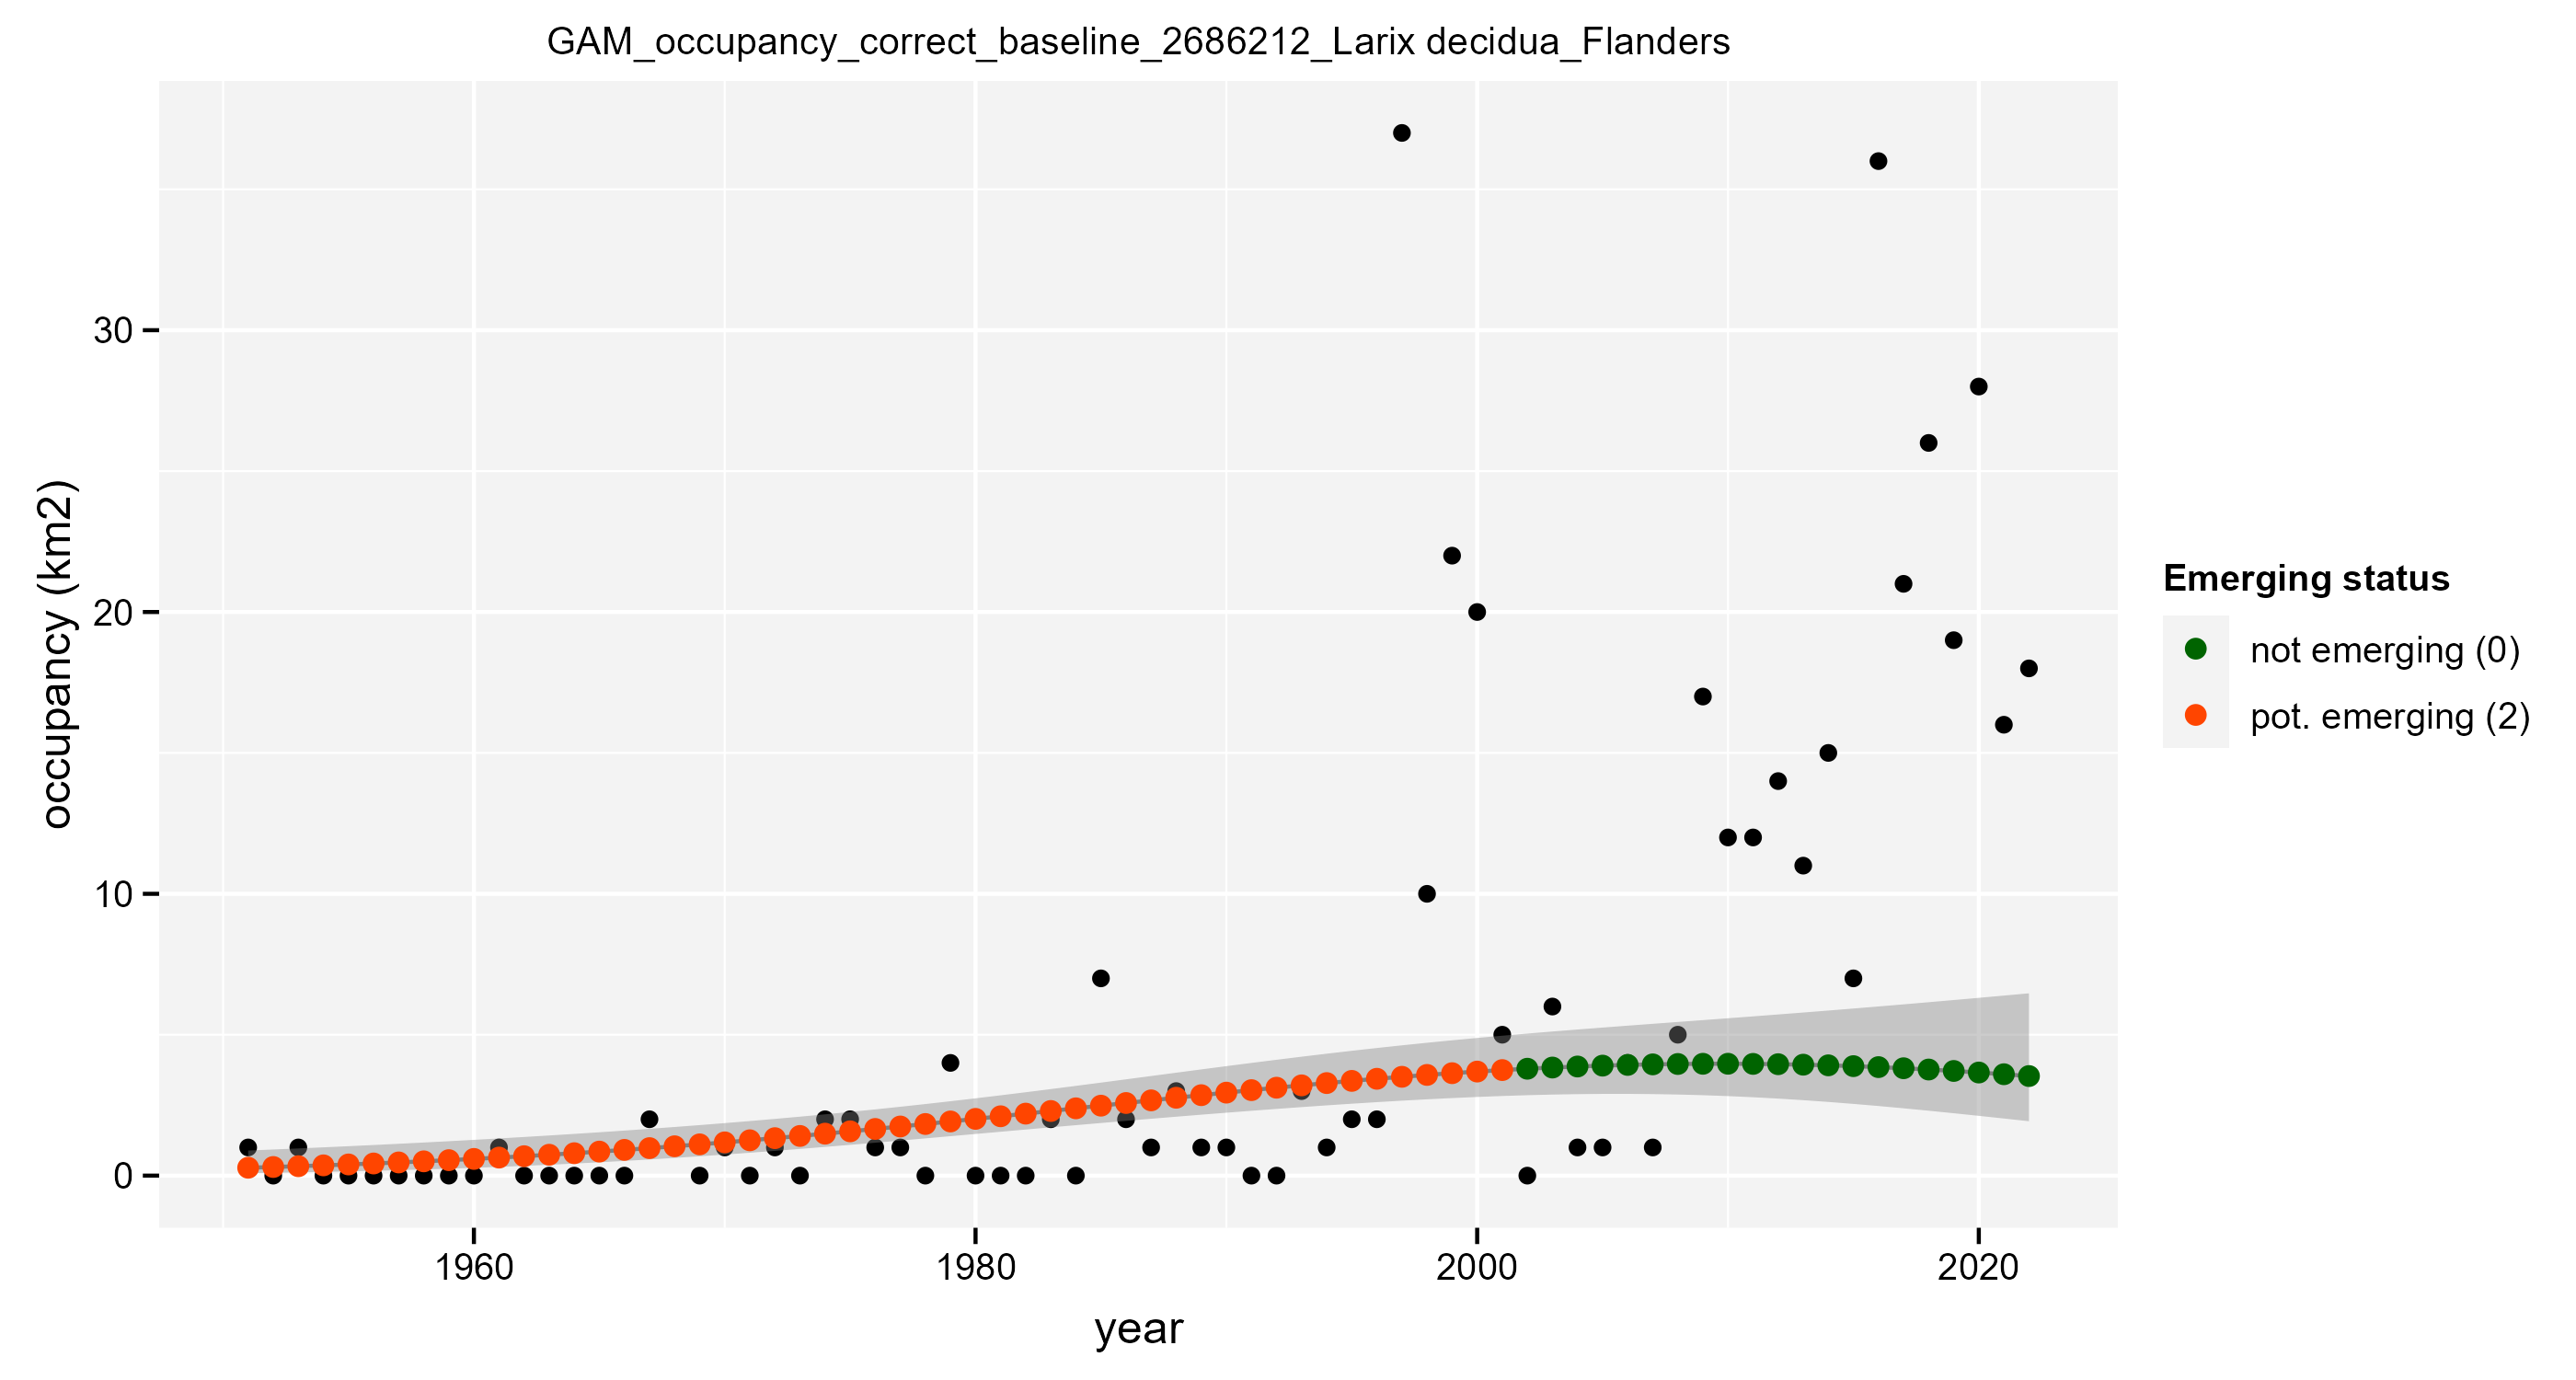 GAM_occupancy_correct_baseline_2686212_Larix decidua_Flanders
occupancy (km2)
30
20
10
0
1960
1980
2000
2020
year
Emerging status
not emerging (0)
pot. emerging (2)